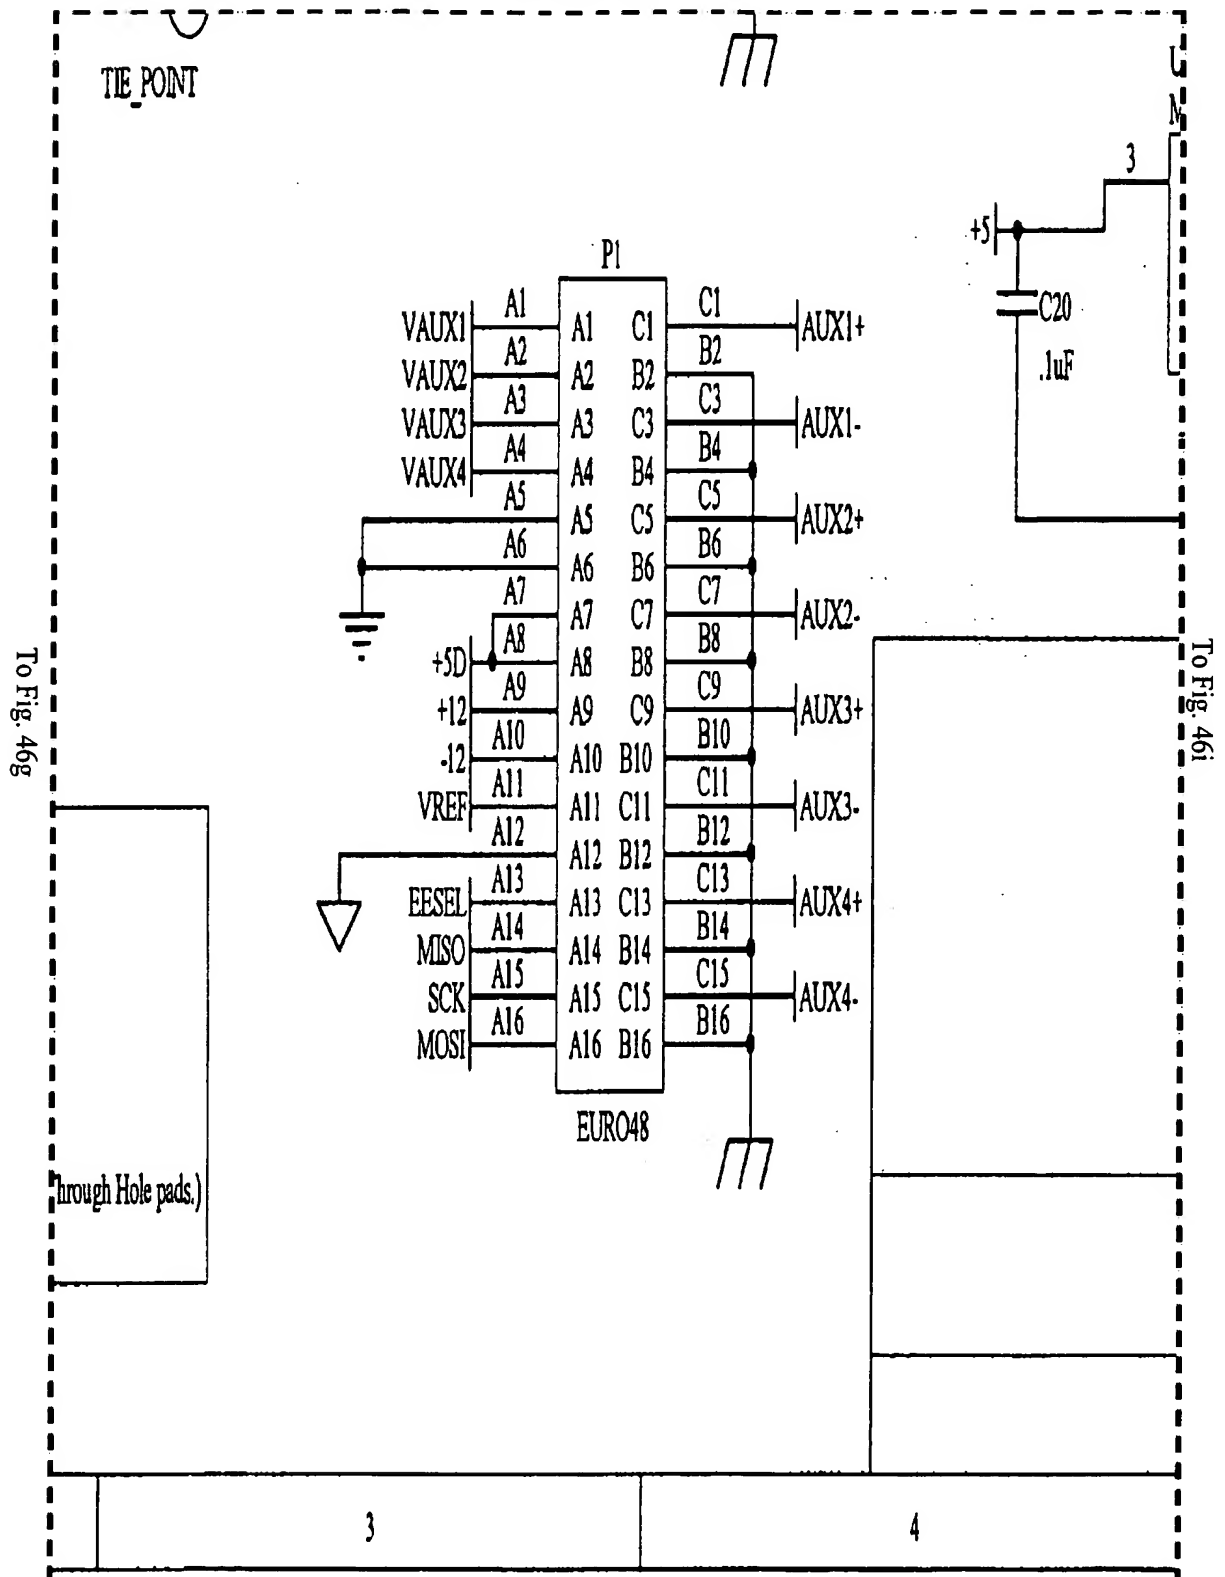 TIE_POINT
3
+5
C20
.1uF
P1
VAUX1 A1 A1 C1 C1 AUX1+
VAUX2 A2 A2 B2 B2
VAUX3 A3 A3 C3 C3 AUX1-
VAUX4 A4 A4 B4 B4
A5 A5 C5 C5 AUX2+
A6 A6 B6 B6
A7 A7 C7 C7 AUX2-
+5D A8 A8 B8 B8
+12 A9 A9 C9 C9 AUX3+
-12 A10 A10 B10 B10
VREF A11 A11 C11 C11 AUX3-
A12 A12 B12 B12
EESEL A13 A13 C13 C13 AUX4+
MISO A14 A14 B14 B14
SCK A15 A15 C15 C15 AUX4-
MOSI A16 A16 B16 B16
EURO48
To Fig. 46g
To Fig. 46i
hrough Hole pads.)
3
4